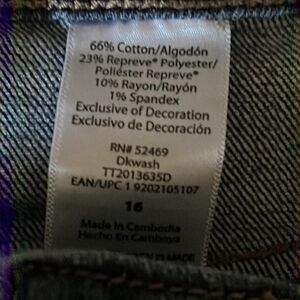 66% Cotton/Algodón
23% Repreve® Polyester/
Poliéster Repreve®
10% Rayon/Rayón
1% Spandex
Exclusive of Decoration
Exclusivo de Decoración
RN# 52469
Dkwash
TT2013635D
EAN/UPC 1 9202105107
16
Made In Cambodia
Hecho En Camboya
MADE